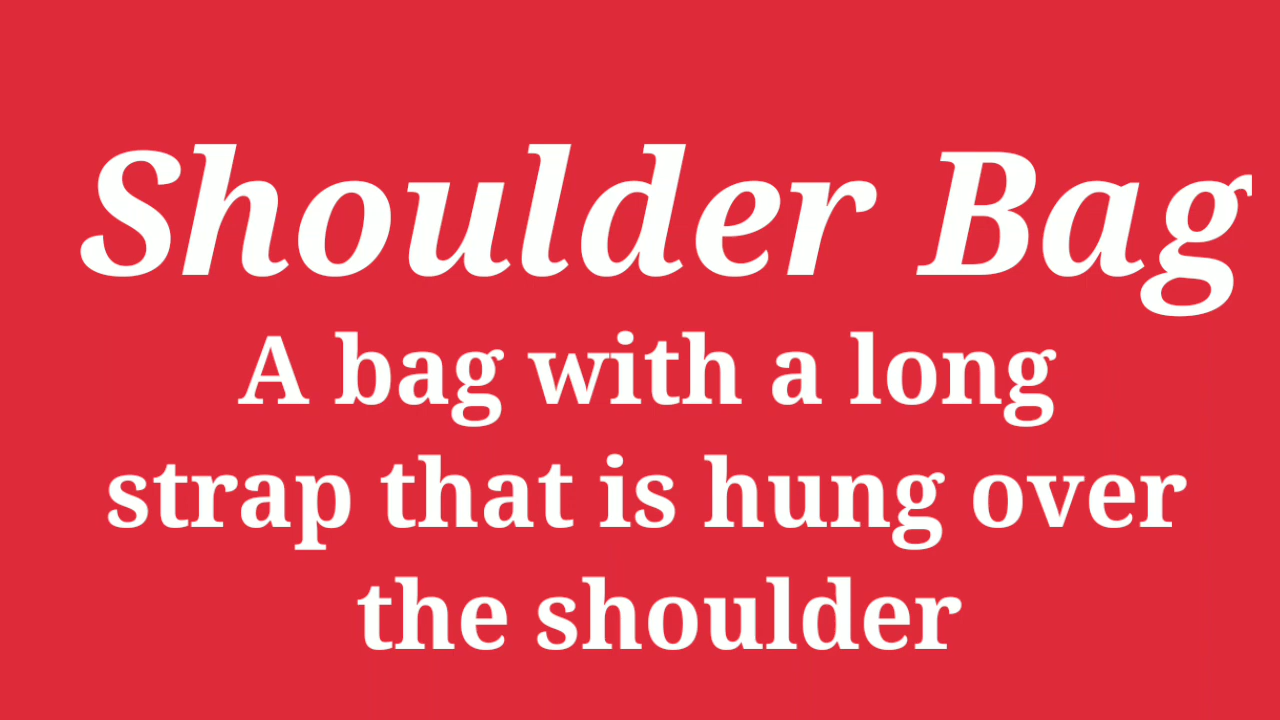 Shoulder Bag
A bag with a long
strap that is hung over
the shoulder